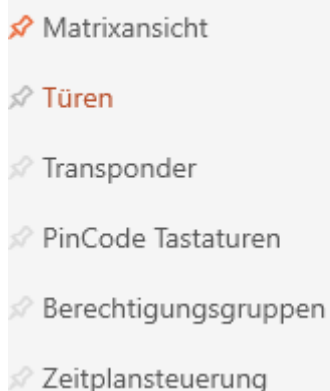 Matrixansicht
Türen
Transponder
PinCode Tastaturen
Berechtigungsgruppen
Zeitplansteuerung